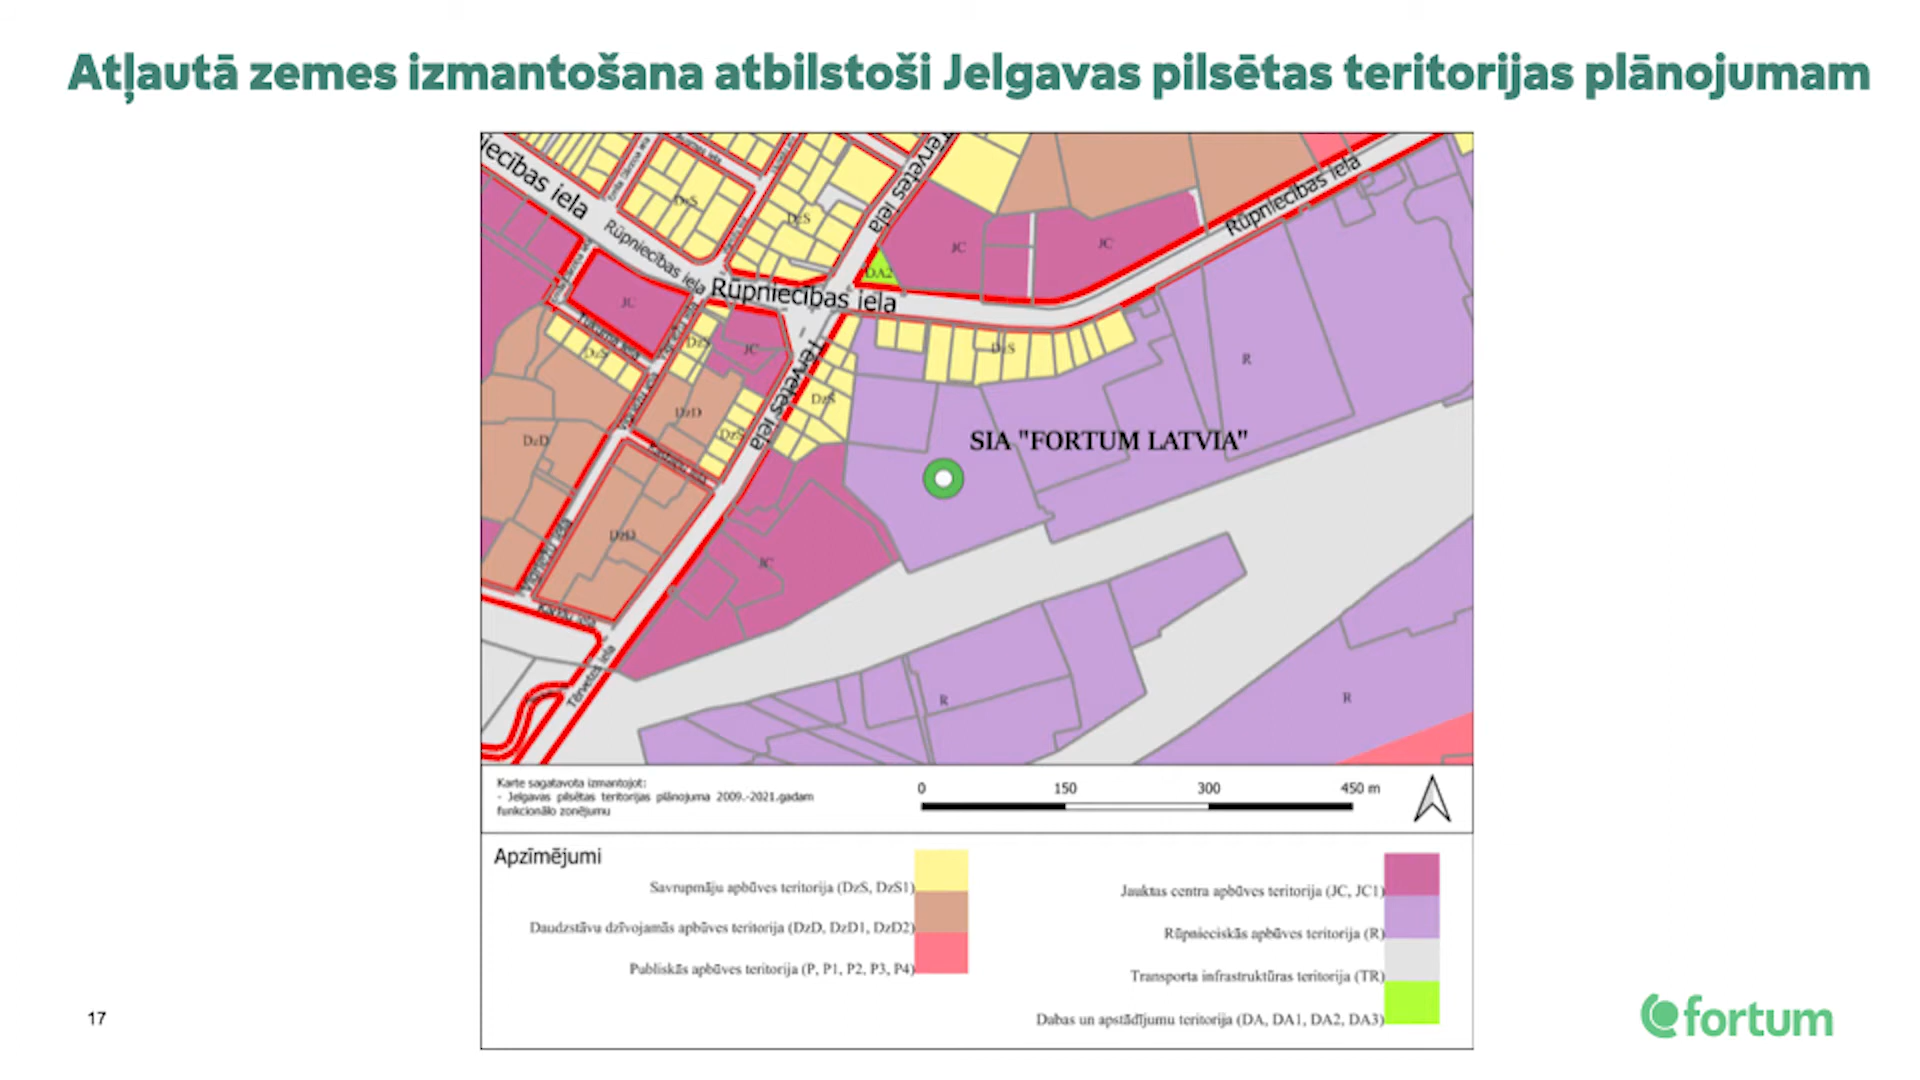 Atļautā zemes izmantošana atbilstoši Jelgavas pilsētas teritorijas plānojumam
iecības iela
Rūpniecības iela
Rūpniecības iela
Rūpniecības iela
Tērvetes iela
Tērvetes iela
Tērvetes iela
Kārklu iela
DzS
DzS
JC
JC
DA2
JC
DzS
DzS
JC
DzS
R
DzS
DzD
DzS
DzD
SIA "FORTUM LATVIA"
DzD
JC
R
R
Karte sagatavota izmantojot:
- Jelgavas pilsētas teritorijas plānojuma 2009.-2021.gadam
funkcionālo zonējumu
0 150 300 450 m
Apzīmējumi
Savrupmāju apbūves teritorija (DzS, DzS1)
Daudzstāvu dzīvojamās apbūves teritorija (DzD, DzD1, DzD2)
Publiskās apbūves teritorija (P, P1, P2, P3, P4)
Jauktas centra apbūves teritorija (JC, JC1)
Rūpnieciskās apbūves teritorija (R)
Transporta infrastruktūras teritorija (TR)
Dabas un apstādījumu teritorija (DA, DA1, DA2, DA3)
17
fortum